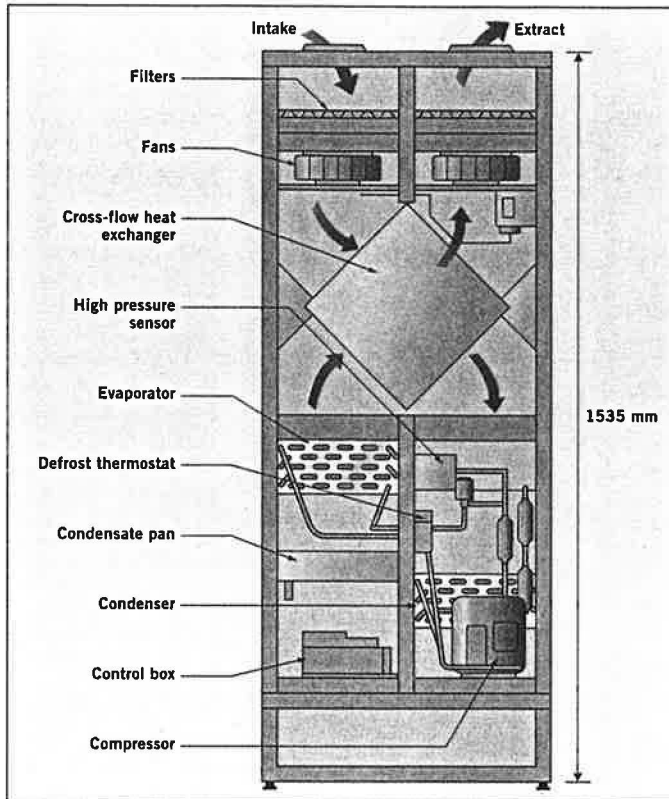 Intake
Extract
Filters
Fans
Cross-flow heat
exchanger
High pressure
sensor
Evaporator
1535 mm
Defrost thermostat
Condensate pan
Condenser
Control box
Compressor